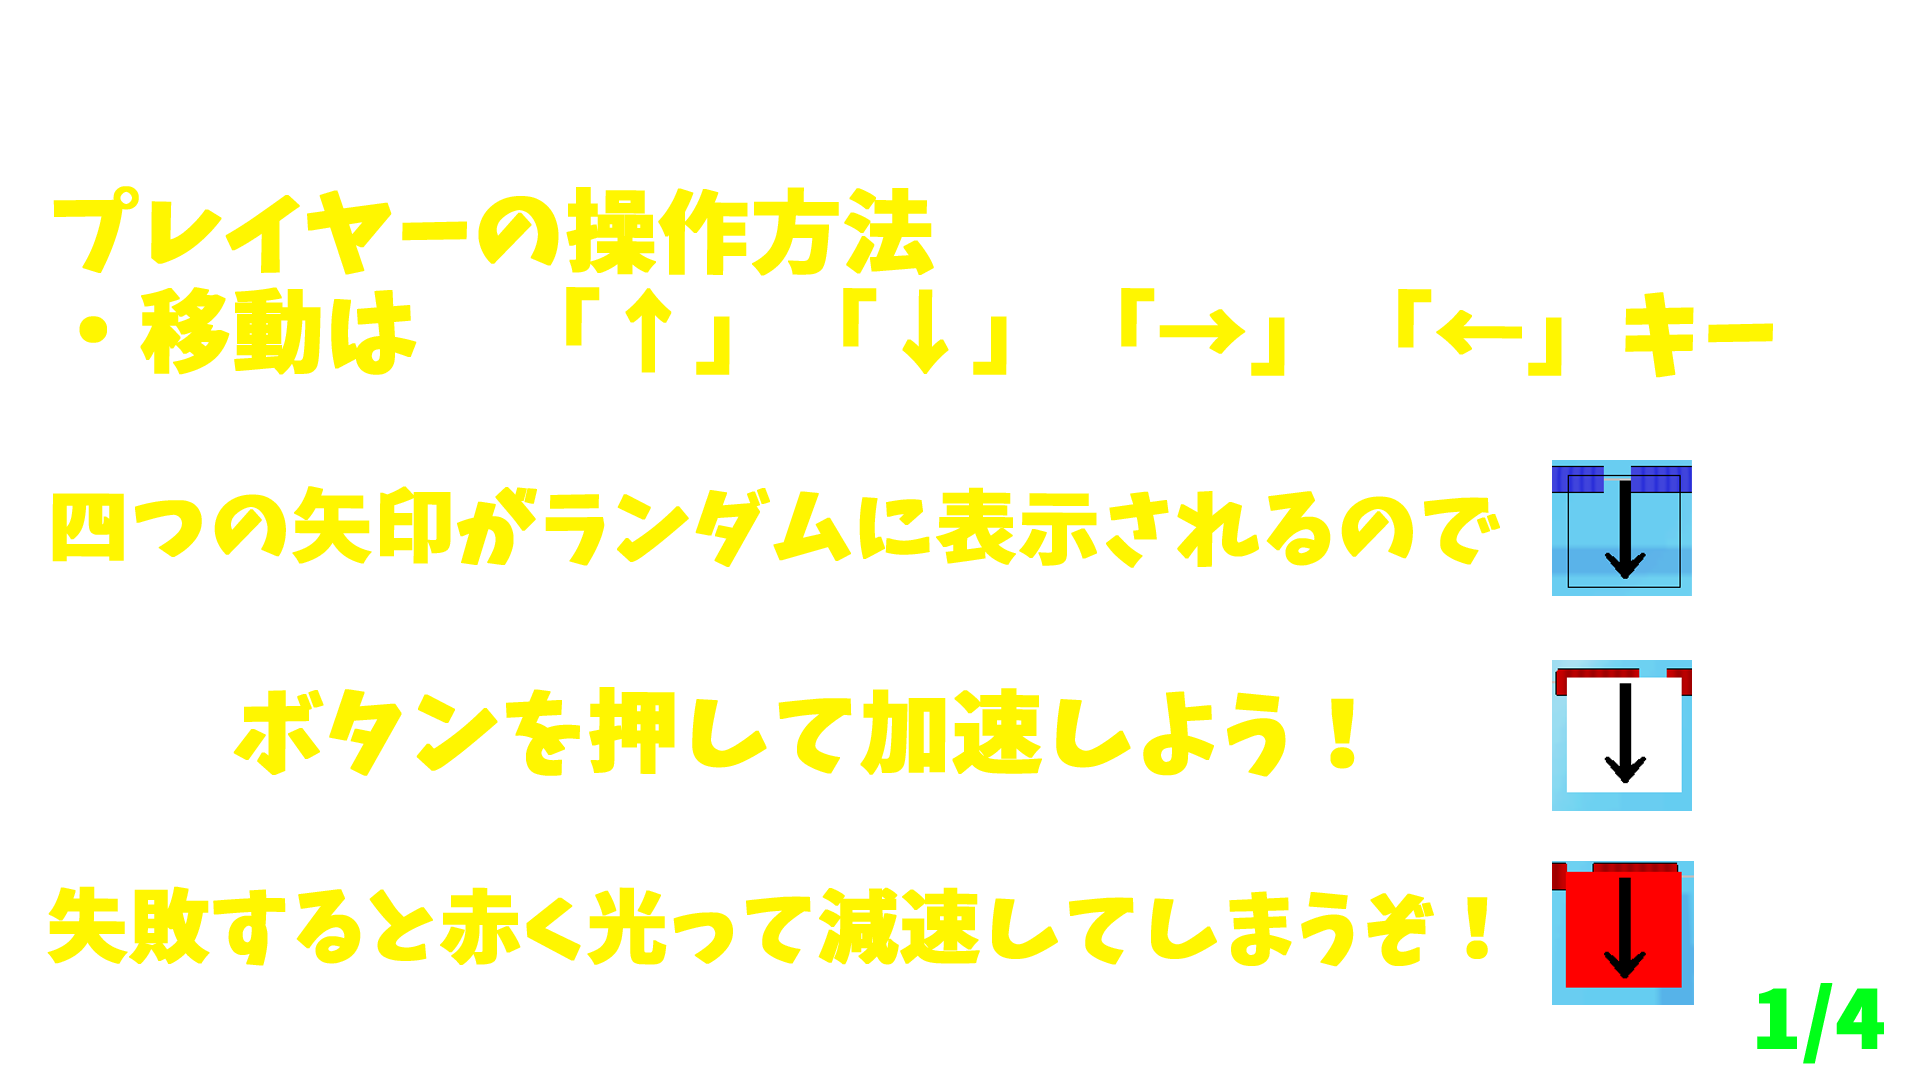 プレイヤーの操作方法
・移動は　「↑」　「↓」　「→」　「←」キー
四つの矢印がランダムに表示されるので
↓
ボタンを押して加速しよう！
↓
失敗すると赤く光って減速してしまうぞ！
↓
1/4